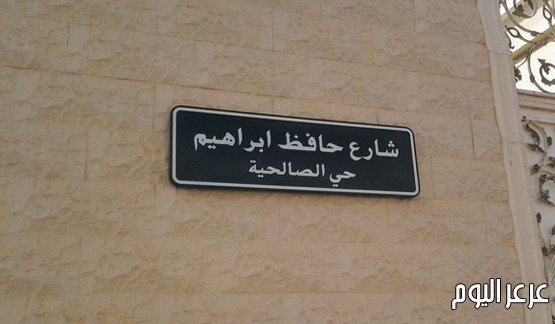 شارع حافظ ابراهيم
حي الصالحية
عرعر اليوم